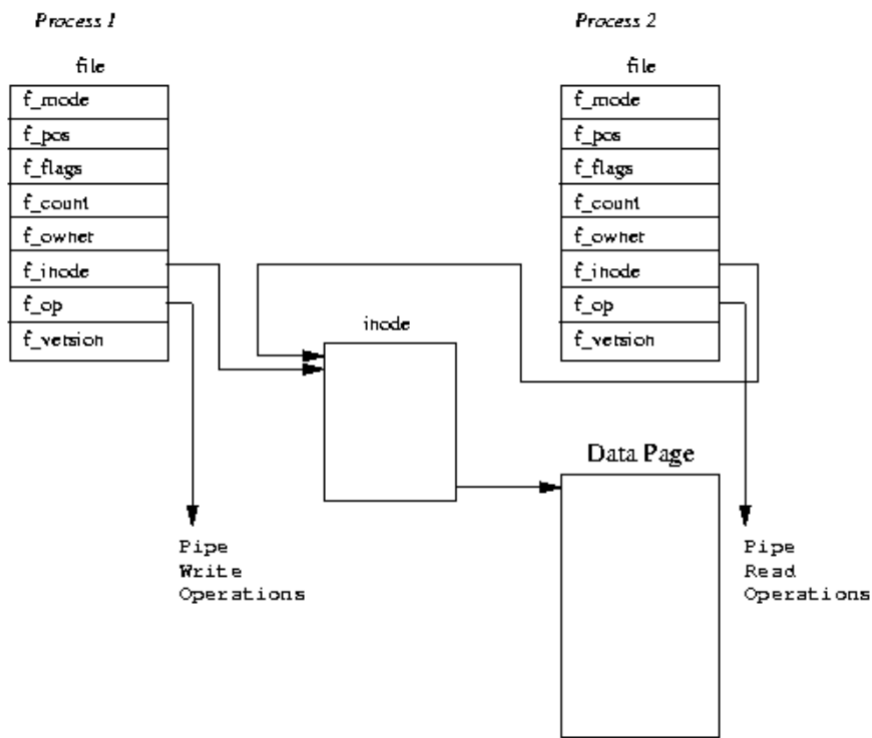 Process 1
Process 2
file
file
f_mode
f_pos
f_flags
f_count
f_owner
f_inode
f_op
f_version
f_mode
f_pos
f_flags
f_count
f_owner
f_inode
f_op
f_version
inode
Data Page
Pipe
Write
Operations
Pipe
Read
Operations